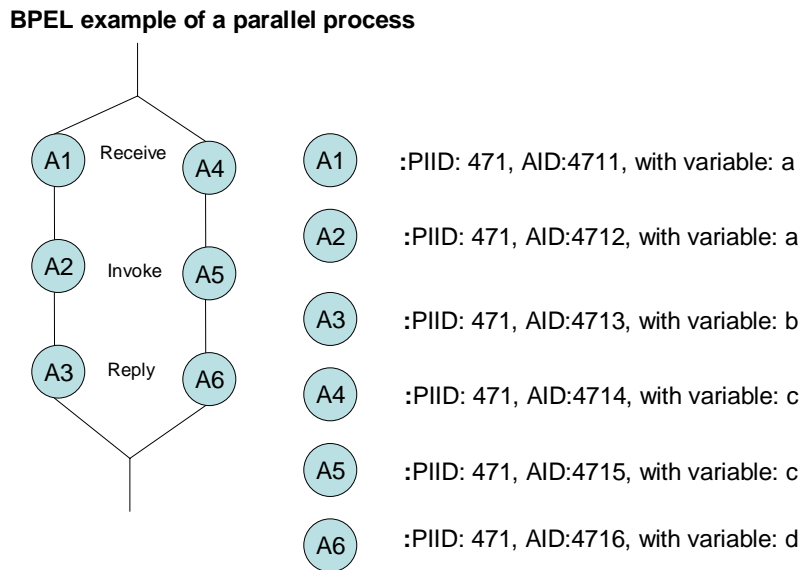 BPEL example of a parallel process
A1 Receive A4
A2 Invoke A5
A3 Reply A6
A1 :PIID: 471, AID:4711, with variable: a
A2 :PIID: 471, AID:4712, with variable: a
A3 :PIID: 471, AID:4713, with variable: b
A4 :PIID: 471, AID:4714, with variable: c
A5 :PIID: 471, AID:4715, with variable: c
A6 :PIID: 471, AID:4716, with variable: d